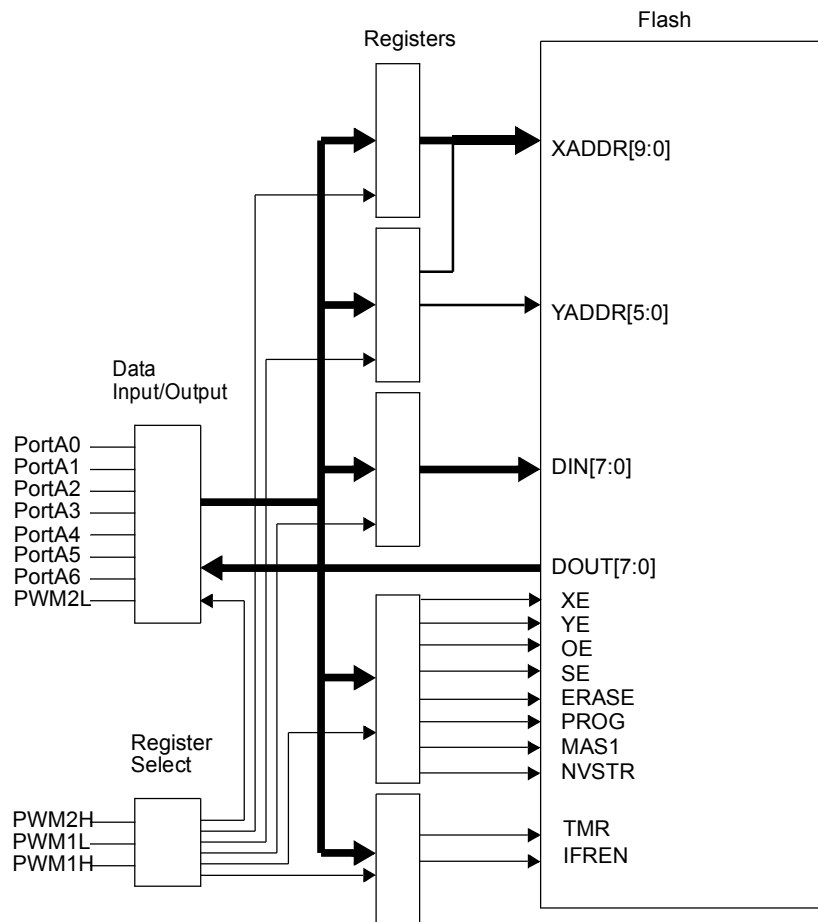 Flash
Registers
XADDR[9:0]
YADDR[5:0]
Data
Input/Output
PortA0
PortA1
PortA2
PortA3
PortA4
PortA5
PortA6
PWM2L
DIN[7:0]
DOUT[7:0]
XE
YE
OE
SE
ERASE
PROG
MAS1
NVSTR
Register
Select
PWM2H
PWM1L
PWM1H
TMR
IFREN